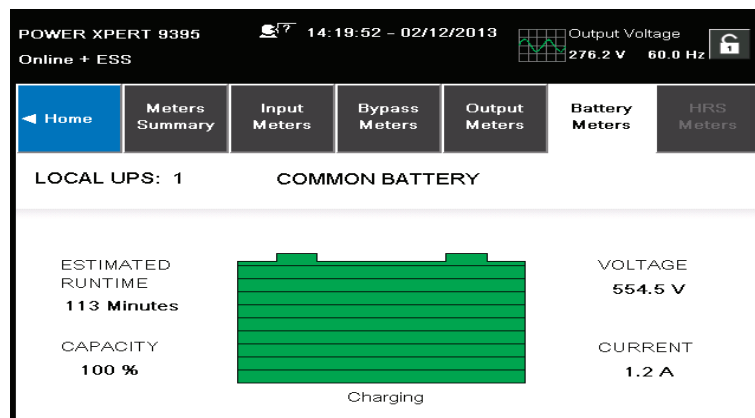 POWER XPERT 9395
Online + ESS
? 14:19:52 - 02/12/2013
Output Voltage
276.2 V 60.0 Hz
1
◄ Home
Meters Summary
Input Meters
Bypass Meters
Output Meters
Battery Meters
HRS Meters
LOCAL UPS: 1 COMMON BATTERY
ESTIMATED
RUNTIME
113 Minutes
CAPACITY
100 %
Charging
VOLTAGE
554.5 V
CURRENT
1.2 A